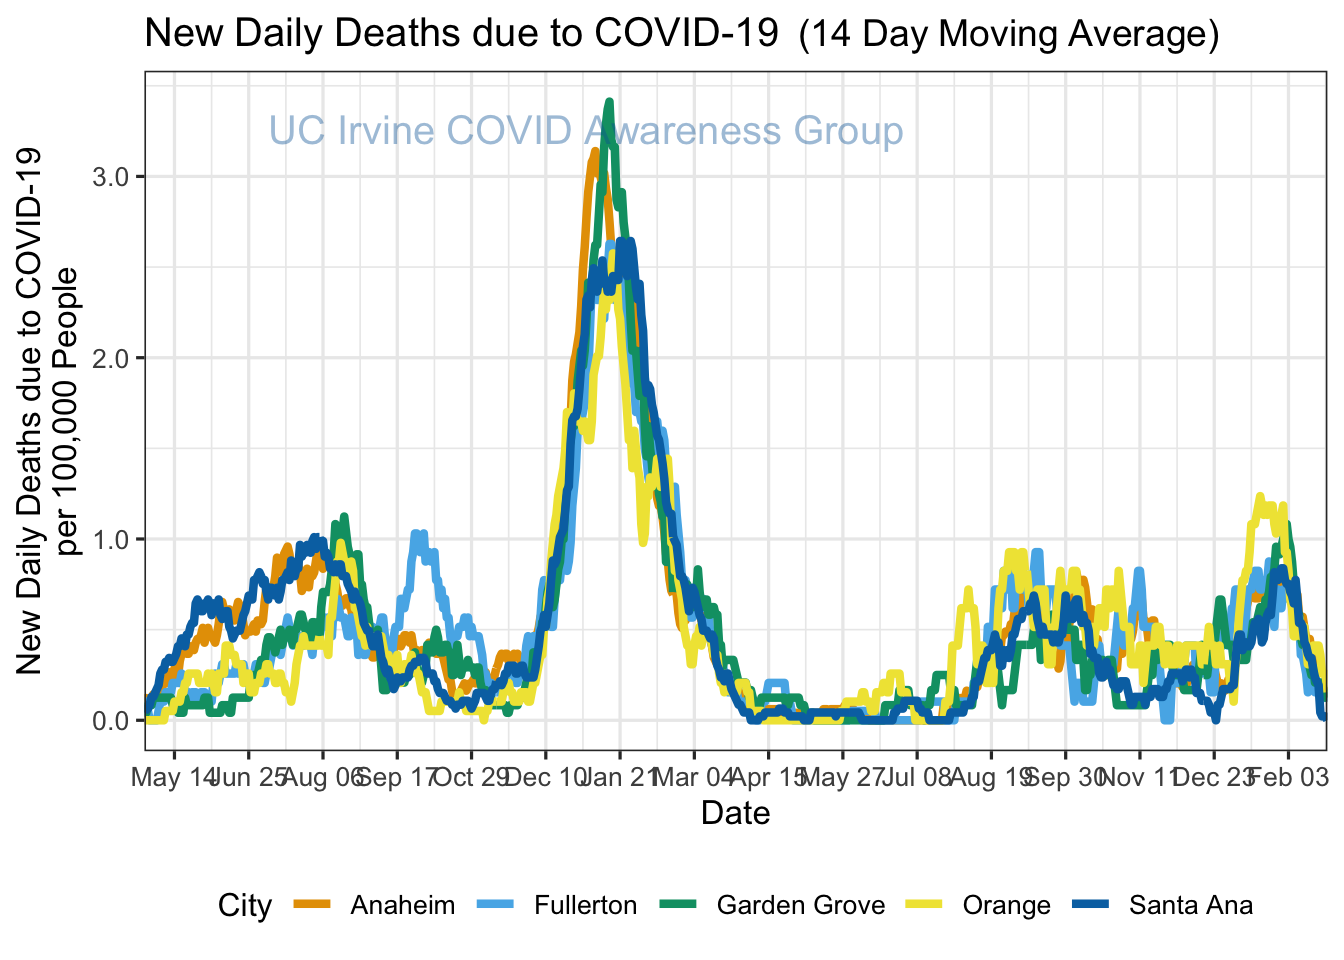 New Daily Deaths due to COVID-19 (14 Day Moving Average)
UC Irvine COVID Awareness Group
New Daily Deaths due to COVID-19
per 100,000 People
3.0
2.0
1.0
0.0
May 14 Jun 25 Aug 06 Sep 17 Oct 29 Dec 10 Jan 21 Mar 04 Apr 15 May 27 Jul 08 Aug 19 Sep 30 Nov 11 Dec 23 Feb 03
Date
City Anaheim Fullerton Garden Grove Orange Santa Ana